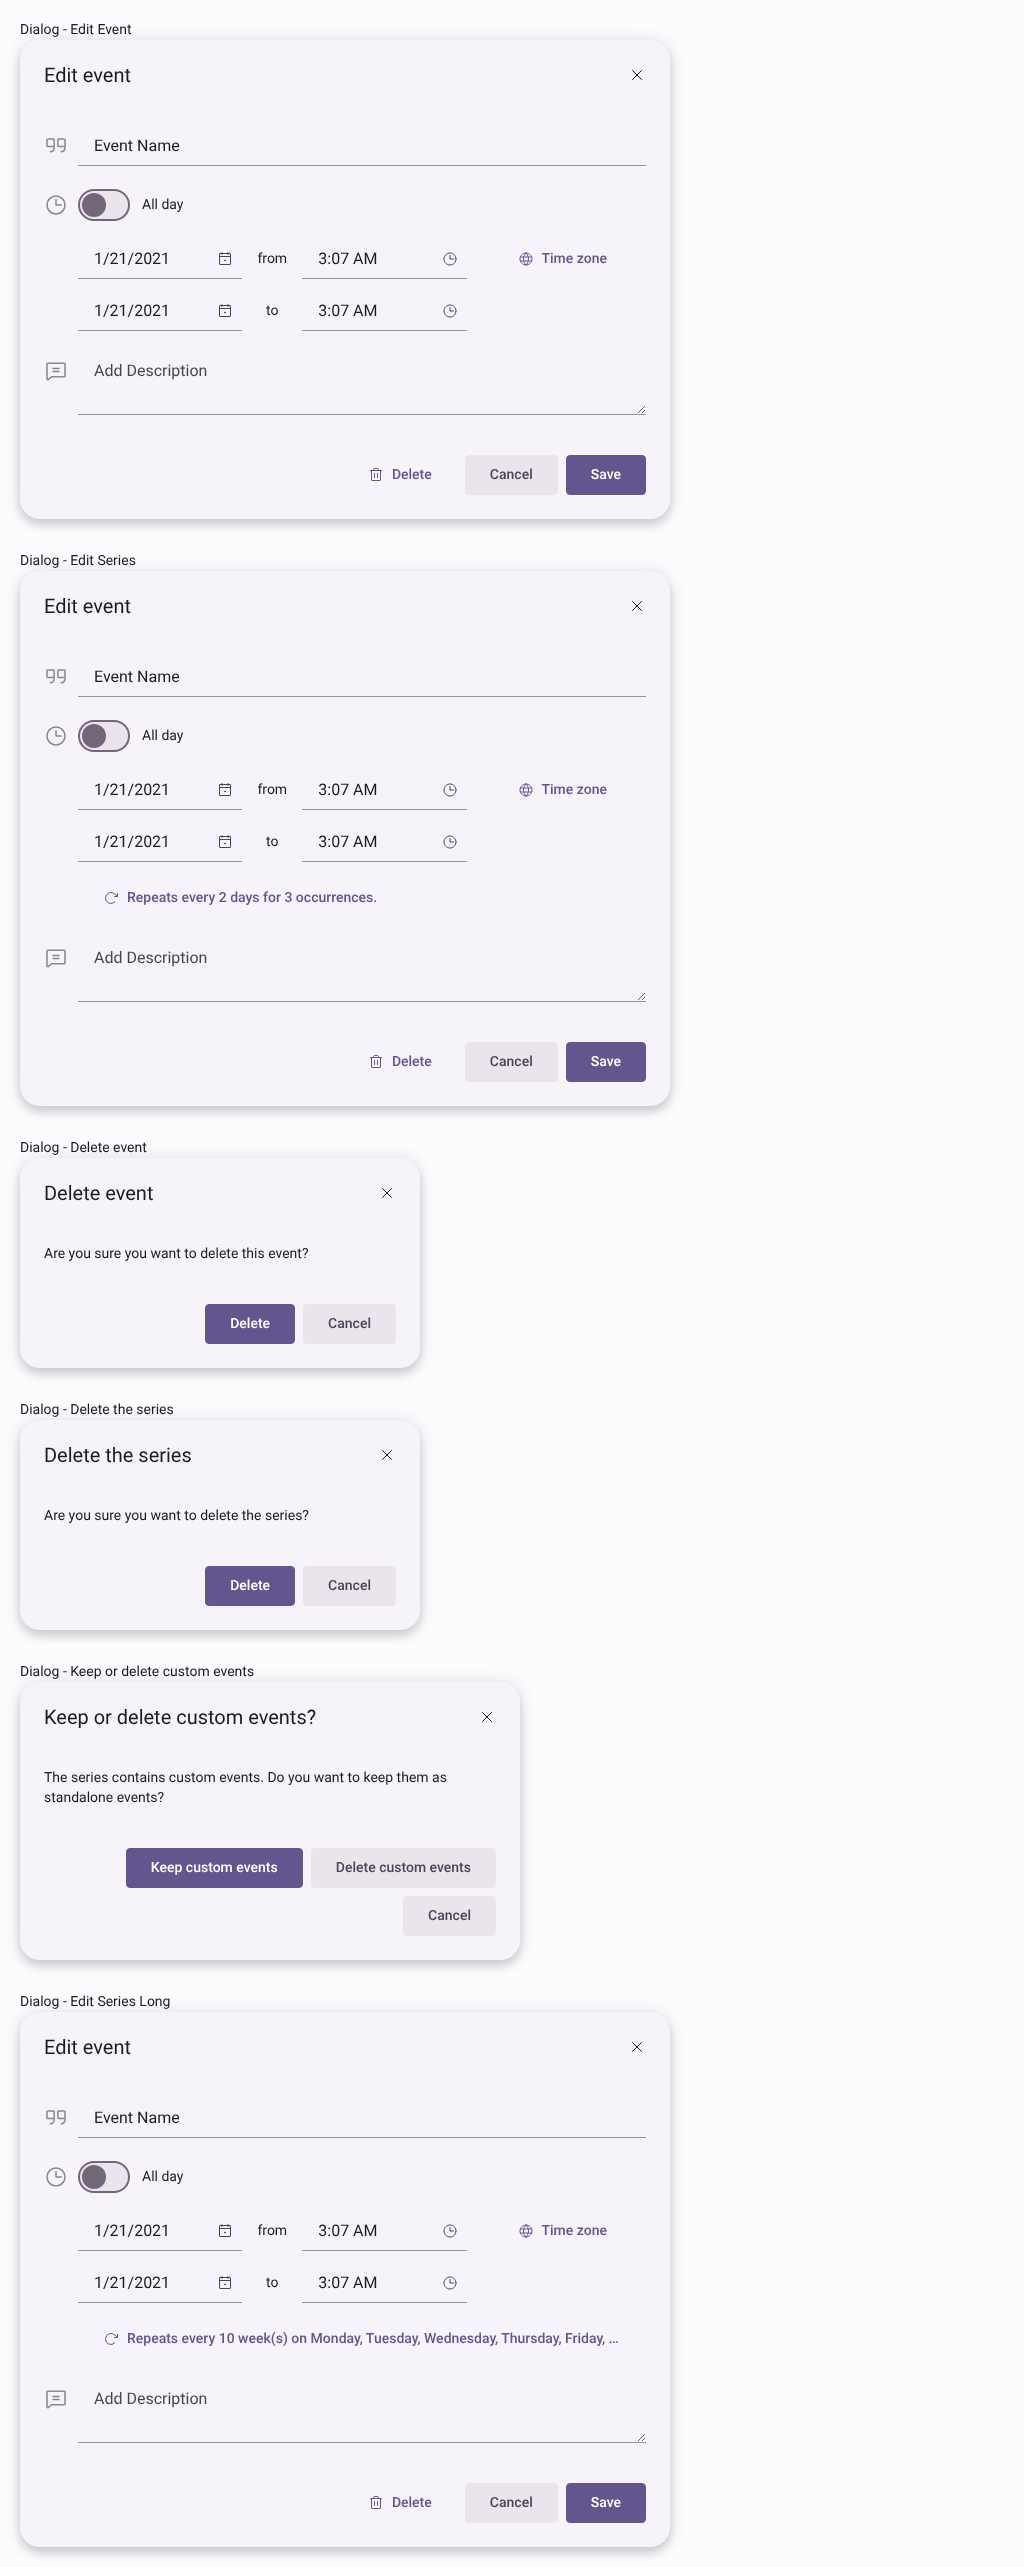 Dialog - Edit Event
Edit event
Event Name
All day
1/21/2021 from 3:07 AM Time zone
1/21/2021 to 3:07 AM
Add Description
Delete Cancel Save
Dialog - Edit Series
Edit event
Event Name
All day
1/21/2021 from 3:07 AM Time zone
1/21/2021 to 3:07 AM
Repeats every 2 days for 3 occurrences.
Add Description
Delete Cancel Save
Dialog - Delete event
Delete event
Are you sure you want to delete this event?
Delete Cancel
Dialog - Delete the series
Delete the series
Are you sure you want to delete the series?
Delete Cancel
Dialog - Keep or delete custom events
Keep or delete custom events?
The series contains custom events. Do you want to keep them as
standalone events?
Keep custom events Delete custom events
Cancel
Dialog - Edit Series Long
Edit event
Event Name
All day
1/21/2021 from 3:07 AM Time zone
1/21/2021 to 3:07 AM
Repeats every 10 week(s) on Monday, Tuesday, Wednesday, Thursday, Friday, ...
Add Description
Delete Cancel Save